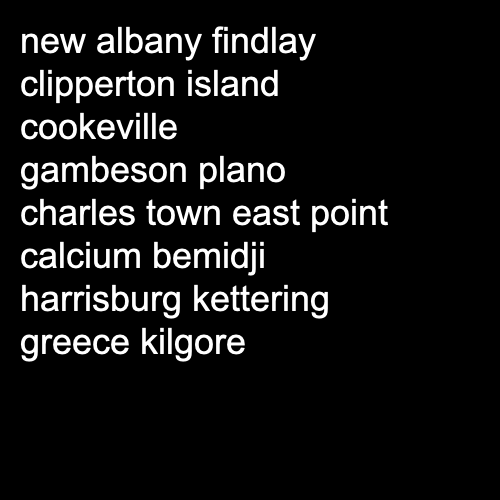 new albany findlay
clipperton island
cookeville
gambeson plano
charles town east point
calcium bemidji
harrisburg kettering
greece kilgore